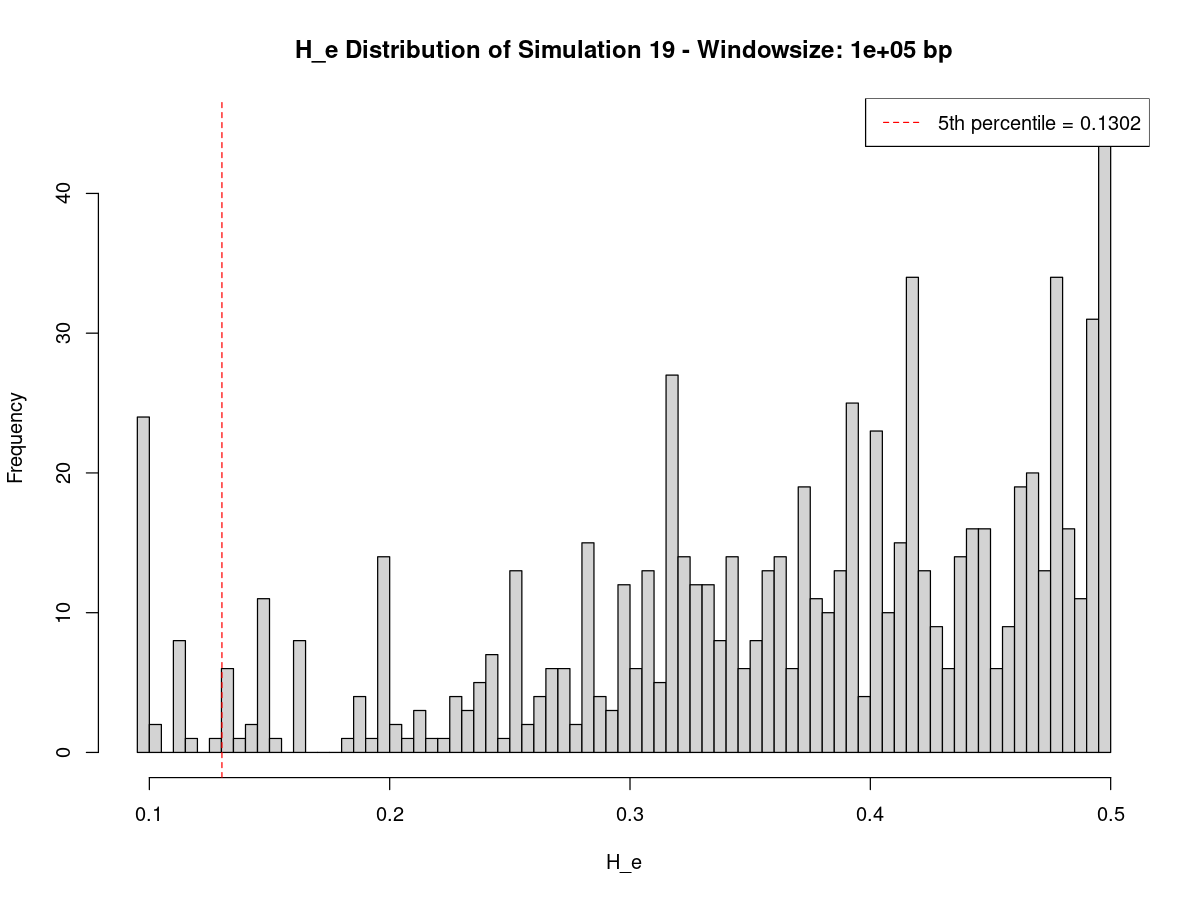 H_e Distribution of Simulation 19 - Windowsize: 1e+05 bp
5th percentile = 0.1302
Frequency
40
30
20
10
0
0.1 0.2 0.3 0.4 0.5
H_e